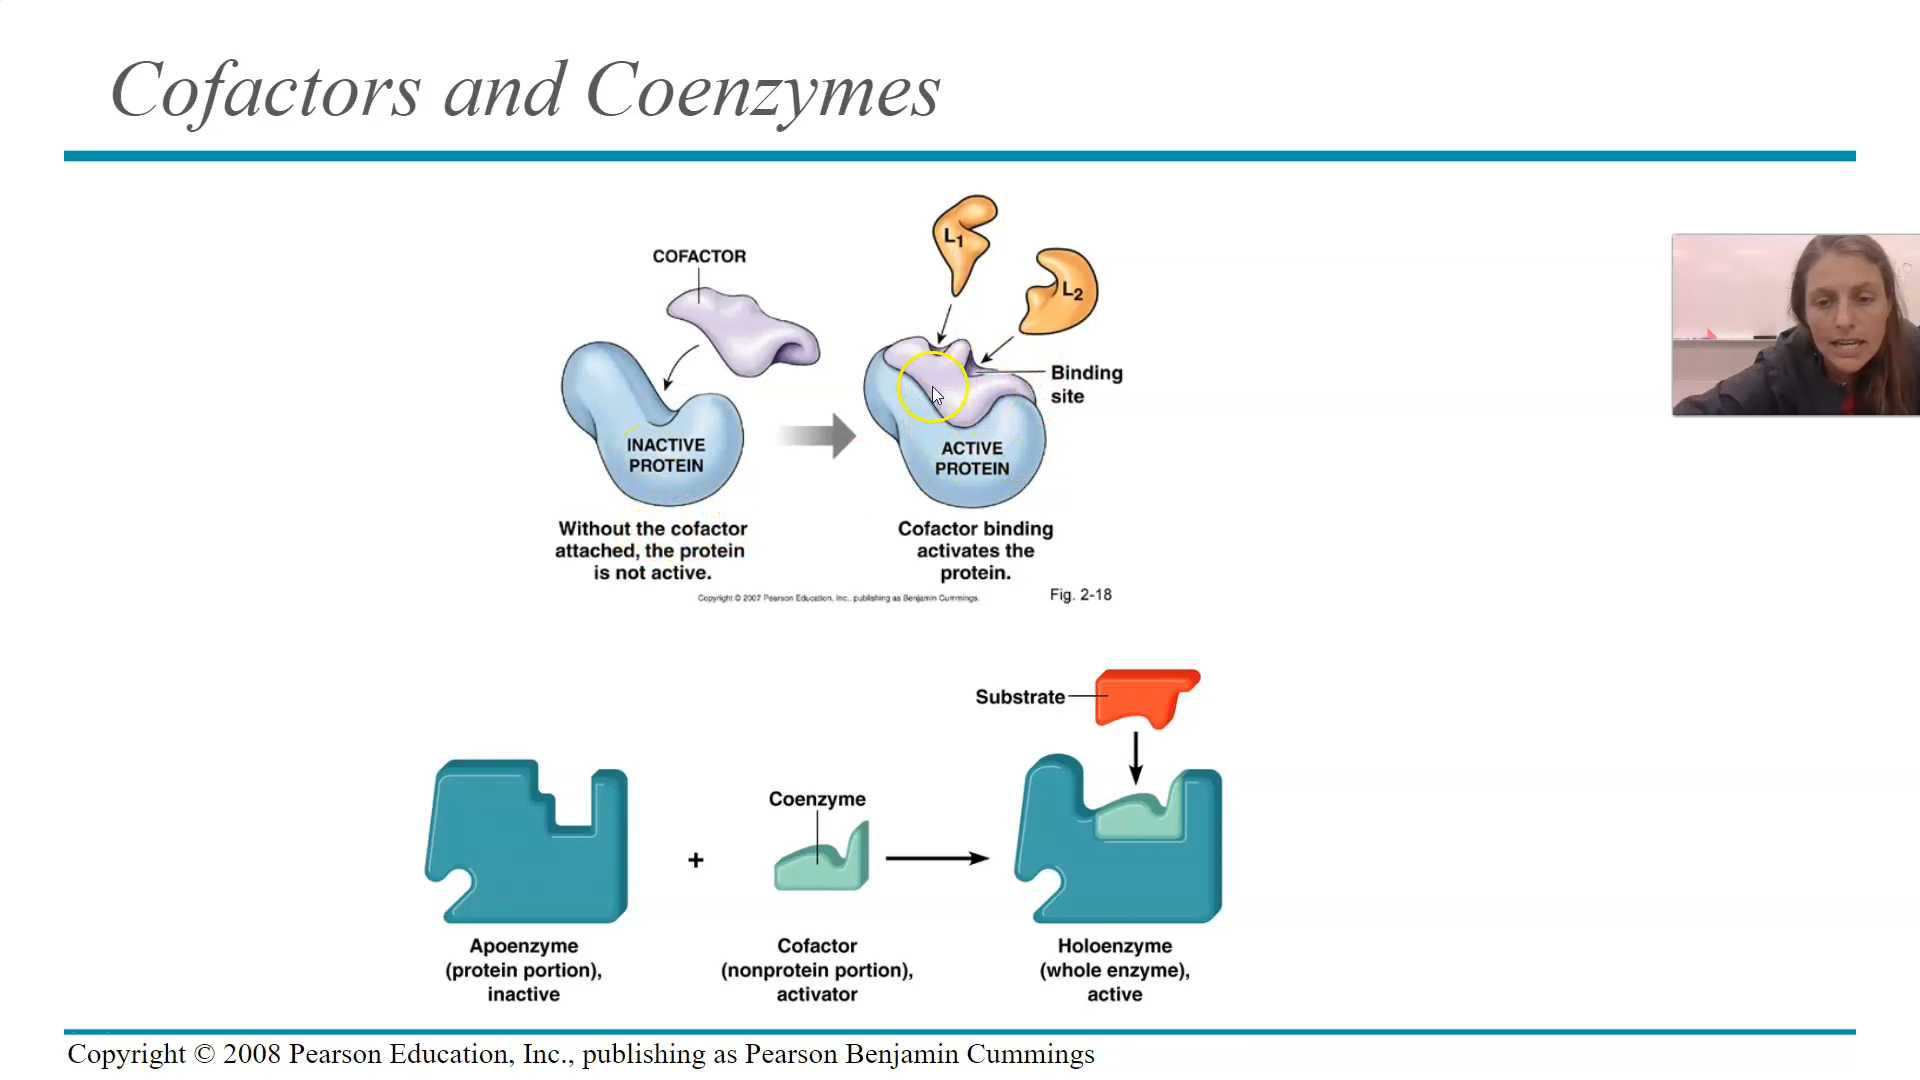 Cofactors and Coenzymes
COFACTOR
L1
L2
Binding
site
INACTIVE
PROTEIN
ACTIVE
PROTEIN
Without the cofactor
attached, the protein
is not active.
Cofactor binding
activates the
protein.
Copyright © 2007 Pearson Education, Inc., publishing as Benjamin Cummings.
Fig. 2-18
Substrate
Coenzyme
+
Apoenzyme
(protein portion),
inactive
Cofactor
(nonprotein portion),
activator
Holoenzyme
(whole enzyme),
active
Copyright © 2008 Pearson Education, Inc., publishing as Pearson Benjamin Cummings